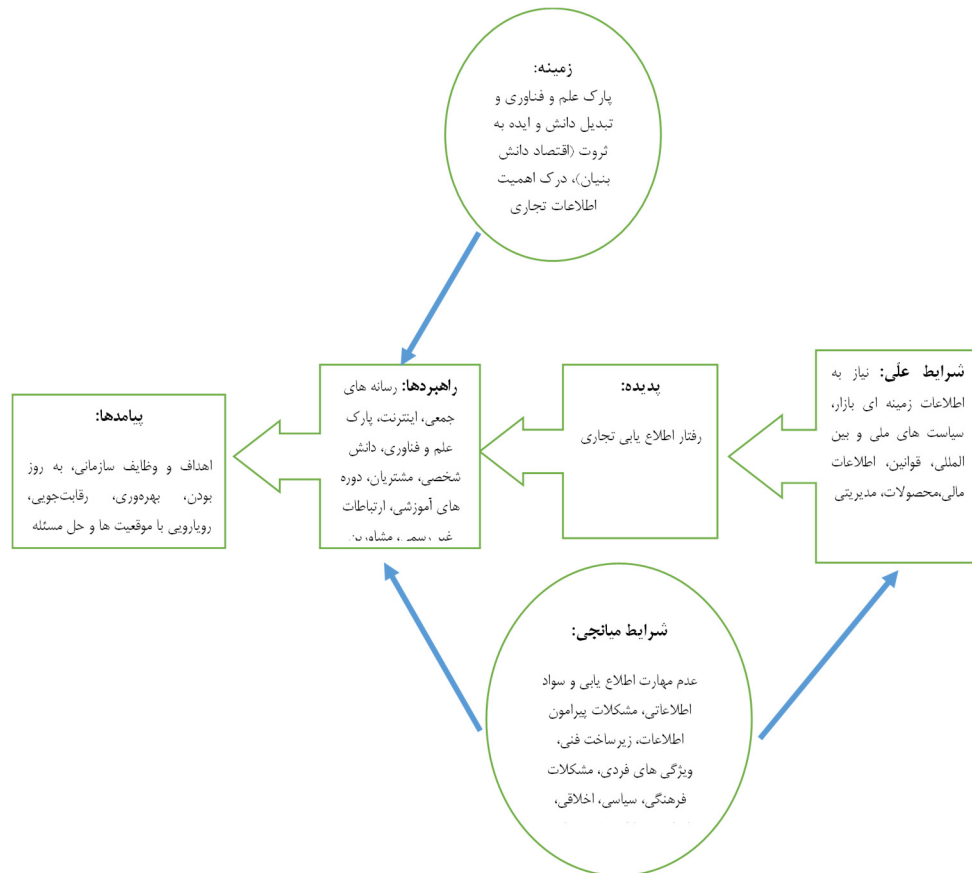 زمینه:
پارک علم و فناوری و
تبدیل دانش و ایده به
ثروت (اقتصاد دانش
بنیان)، درک اهمیت
اطلاعات تجاری
شرایط علّی: نیاز به
اطلاعات زمینه ای بازار،
سیاست های ملی و بین
المللی، قوانین، اطلاعات
مالی،محصولات، مدیریتی
پدیده:
رفتار اطلاع یابی تجاری
راهبردها: رسانه های
جمعی، اینترنت، پارک
علم و فناوری، دانش
شخصی، مشتریان، دوره
های آموزشی، ارتباطات
غیر رسمی، مشاورین
پیامدها:
اهداف و وظایف سازمانی، به روز
بودن، بهره‌وری، رقابت‌جویی،
رویارویی با موقعیت ها و حل مسئله
شرایط میانجی:
عدم مهارت اطلاع یابی و سواد
اطلاعاتی، مشکلات پیرامون
اطلاعات، زیرساخت فنی،
ویژگی های فردی، مشکلات
فرهنگی، سیاسی، اخلاقی،